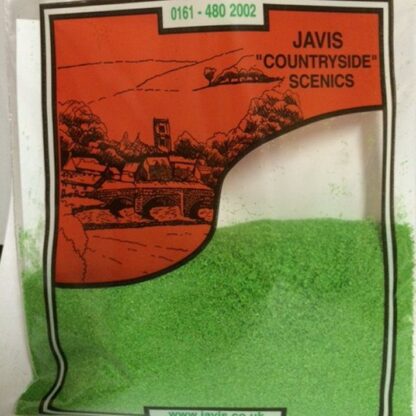 0161 - 480 2002
JAVIS
"COUNTRYSIDE"
SCENICS
www.javis.co.uk